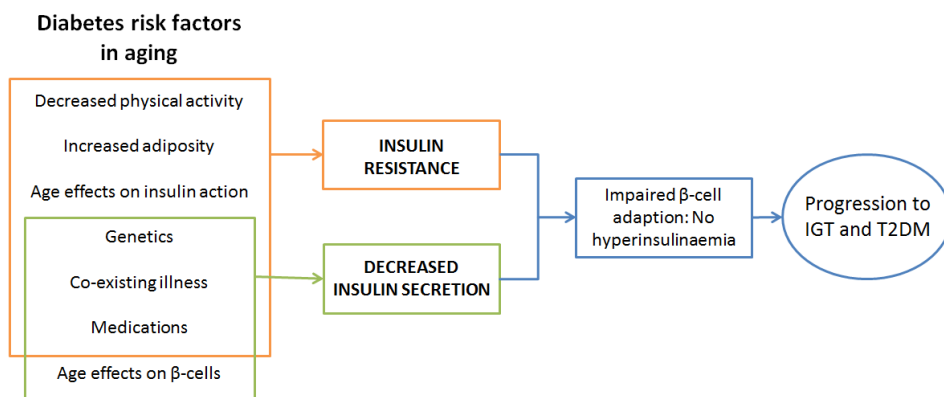 Diabetes risk factors
in aging
Decreased physical activity
Increased adiposity
Age effects on insulin action
Genetics
Co-existing illness
Medications
Age effects on β-cells
INSULIN
RESISTANCE
DECREASED
INSULIN SECRETION
Impaired β-cell
adaption: No
hyperinsulinaemia
Progression to
IGT and T2DM